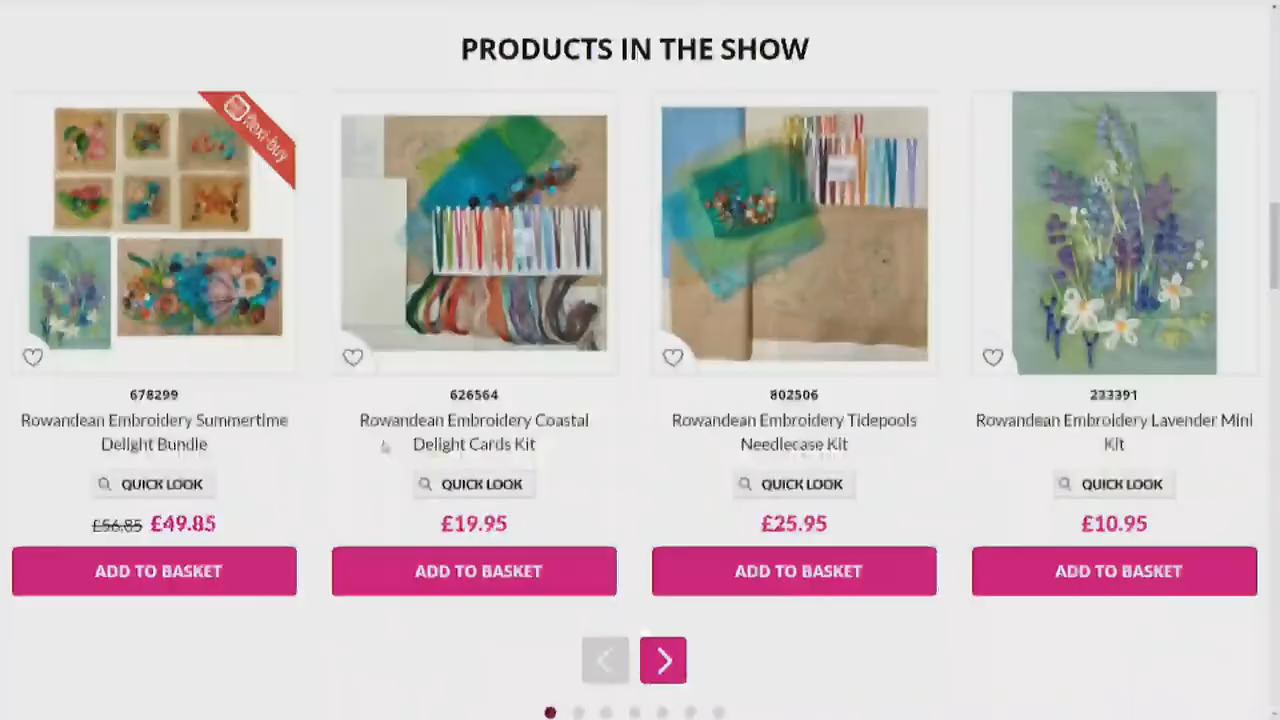 PRODUCTS IN THE SHOW
flexi-buy
678299
Rowandean Embroidery Summertime
Delight Bundle
QUICK LOOK
£56.85 £49.85
ADD TO BASKET
626564
Rowandean Embroidery Coastal
Delight Cards Kit
QUICK LOOK
£19.95
ADD TO BASKET
802506
Rowandean Embroidery Tidepools
Needlecase Kit
QUICK LOOK
£25.95
ADD TO BASKET
233391
Rowandean Embroidery Lavender Mini
Kit
QUICK LOOK
£10.95
ADD TO BASKET